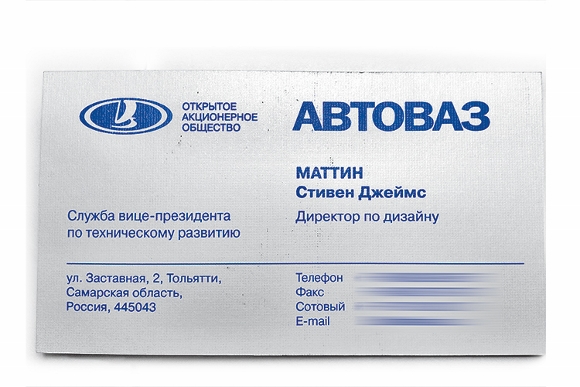 ОТКРЫТОЕ
АКЦИОНЕРНОЕ
ОБЩЕСТВО
АВТОВАЗ
МАТТИН
Стивен Джеймс
Директор по дизайну
Служба вице-президента
по техническому развитию
ул. Заставная, 2, Тольятти,
Самарская область,
Россия, 445043
Телефон
Факс
Сотовый
E-mail